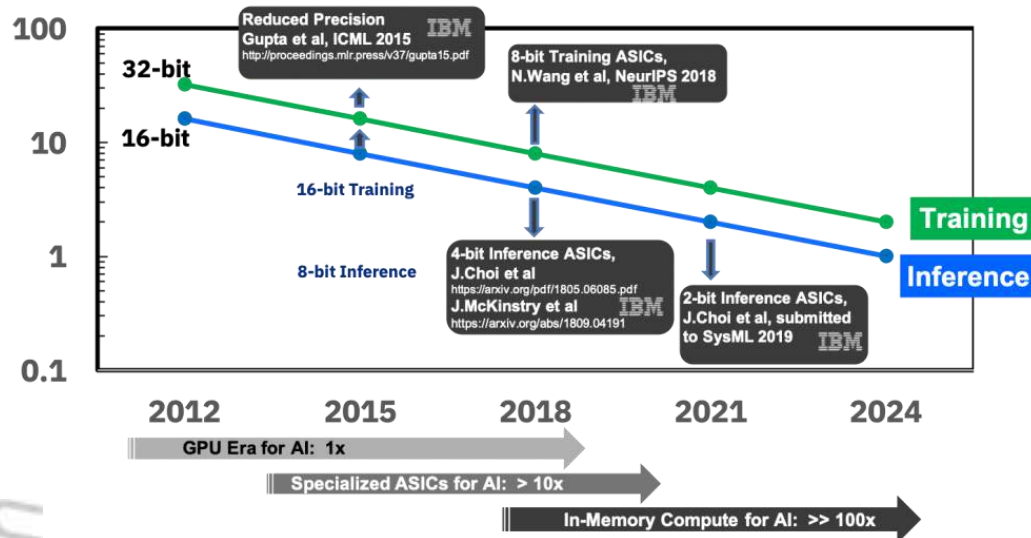 100
10
1
0.1
32-bit
16-bit
Reduced Precision
Gupta et al, ICML 2015
http://proceedings.mlr.press/v37/gupta15.pdf
IBM
8-bit Training ASICs,
N.Wang et al, NeurIPS 2018
IBM
16-bit Training
8-bit Inference
4-bit Inference ASICs,
J.Choi et al
https://arxiv.org/pdf/1805.06085.pdf
J.McKinstry et al
https://arxiv.org/abs/1809.04191
IBM
2-bit Inference ASICs,
J.Choi et al, submitted
to SysML 2019
IBM
Training
Inference
2012
2015
2018
2021
2024
GPU Era for AI: 1x
Specialized ASICs for AI: > 10x
In-Memory Compute for AI: >> 100x